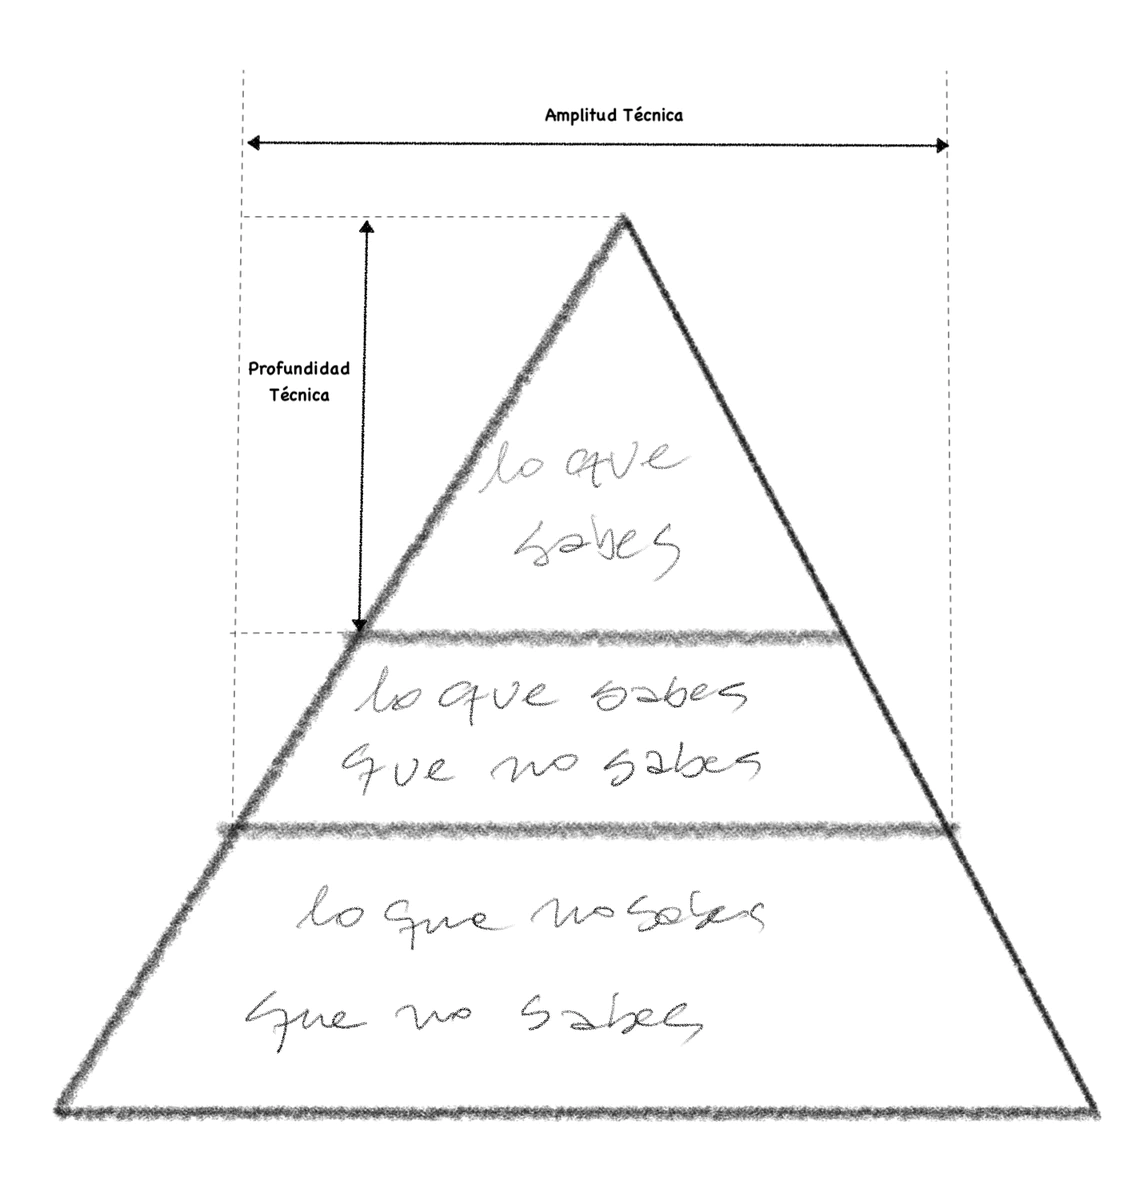 Amplitud Técnica
Profundidad
Técnica
lo que
sabes
lo que sabes
que no sabes
lo que no sabes
que no sabes